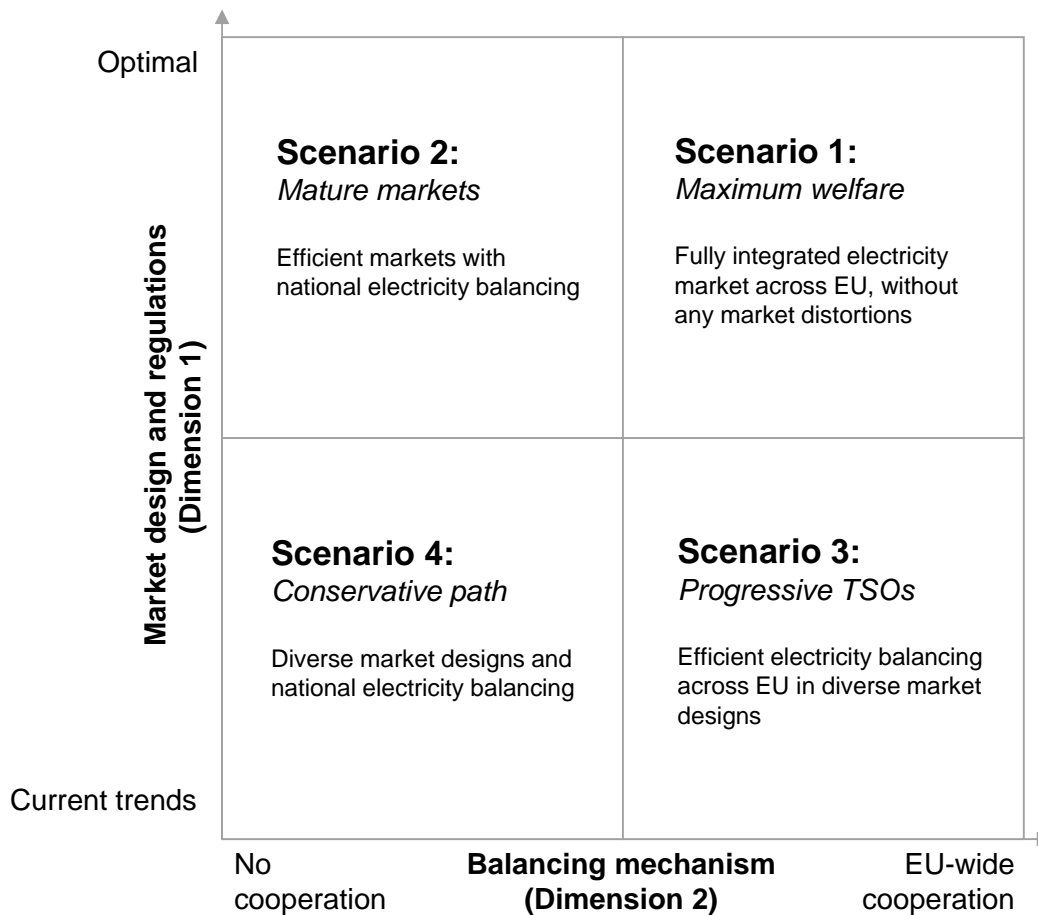 Optimal
Market design and regulations
(Dimension 1)
Scenario 2:
Mature markets
Efficient markets with
national electricity balancing
Scenario 1:
Maximum welfare
Fully integrated electricity
market across EU, without
any market distortions
Scenario 4:
Conservative path
Diverse market designs and
national electricity balancing
Scenario 3:
Progressive TSOs
Efficient electricity balancing
across EU in diverse market
designs
Current trends
No
cooperation
Balancing mechanism
(Dimension 2)
EU-wide
cooperation